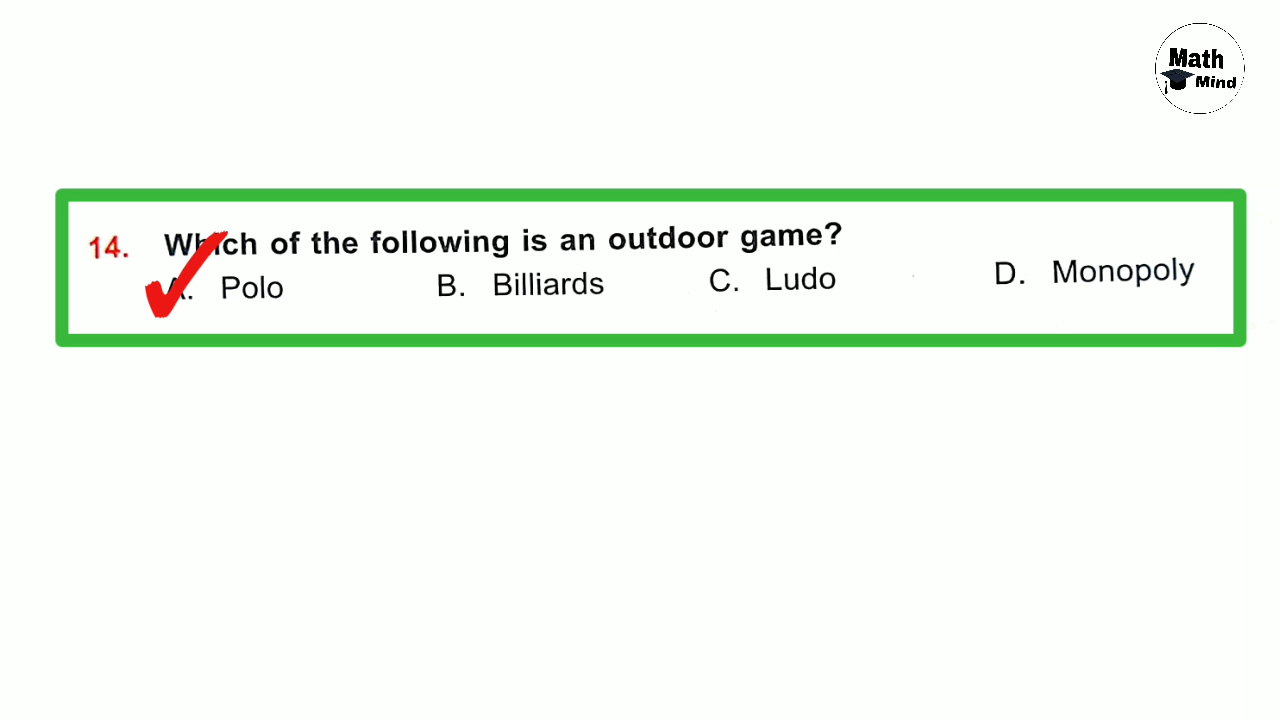 Math
Mind
14. Which of the following is an outdoor game?
A. Polo B. Billiards C. Ludo D. Monopoly